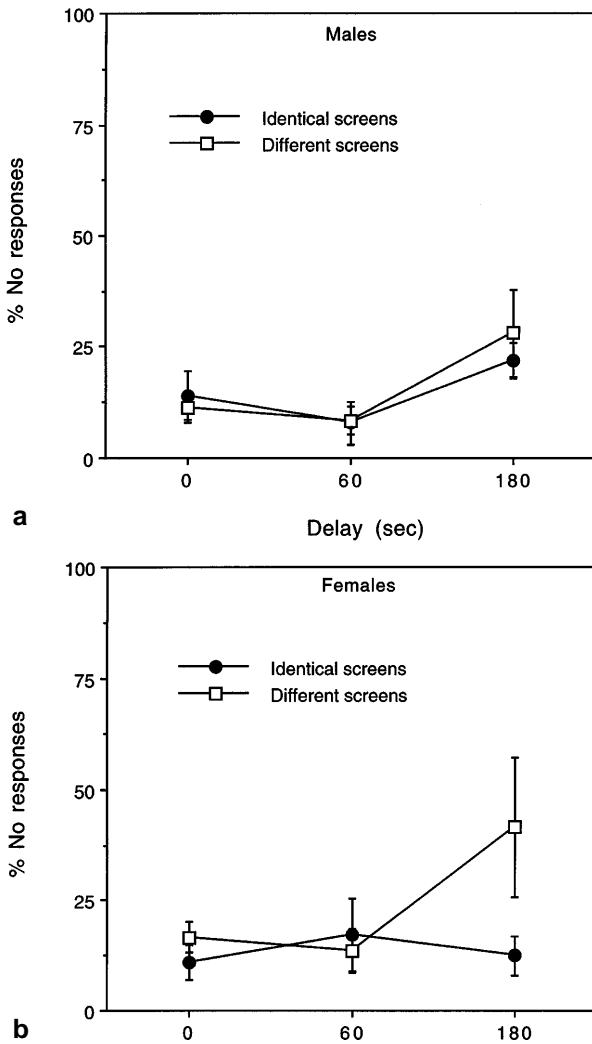 100
Males
Identical screens
Different screens
75
% No responses
50
25
0
0 60 180
a
Delay (sec)
100
Females
Identical screens
Different screens
75
% No responses
50
25
0
0 60 180
b